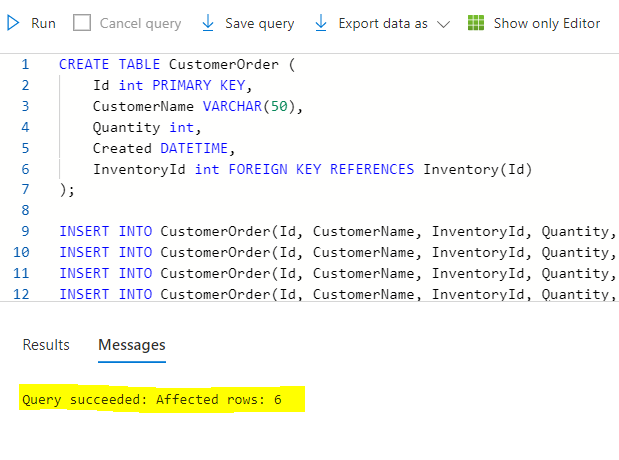 Run Cancel query Save query Export data as Show only Editor
1 CREATE TABLE CustomerOrder (
2 Id int PRIMARY KEY,
3 CustomerName VARCHAR(50),
4 Quantity int,
5 Created DATETIME,
6 InventoryId int FOREIGN KEY REFERENCES Inventory(Id)
7 );
8
9 INSERT INTO CustomerOrder(Id, CustomerName, InventoryId, Quantity,
10 INSERT INTO CustomerOrder(Id, CustomerName, InventoryId, Quantity,
11 INSERT INTO CustomerOrder(Id, CustomerName, InventoryId, Quantity,
12 INSERT INTO CustomerOrder(Id, CustomerName, InventoryId, Quantity,
Results Messages
Query succeeded: Affected rows: 6